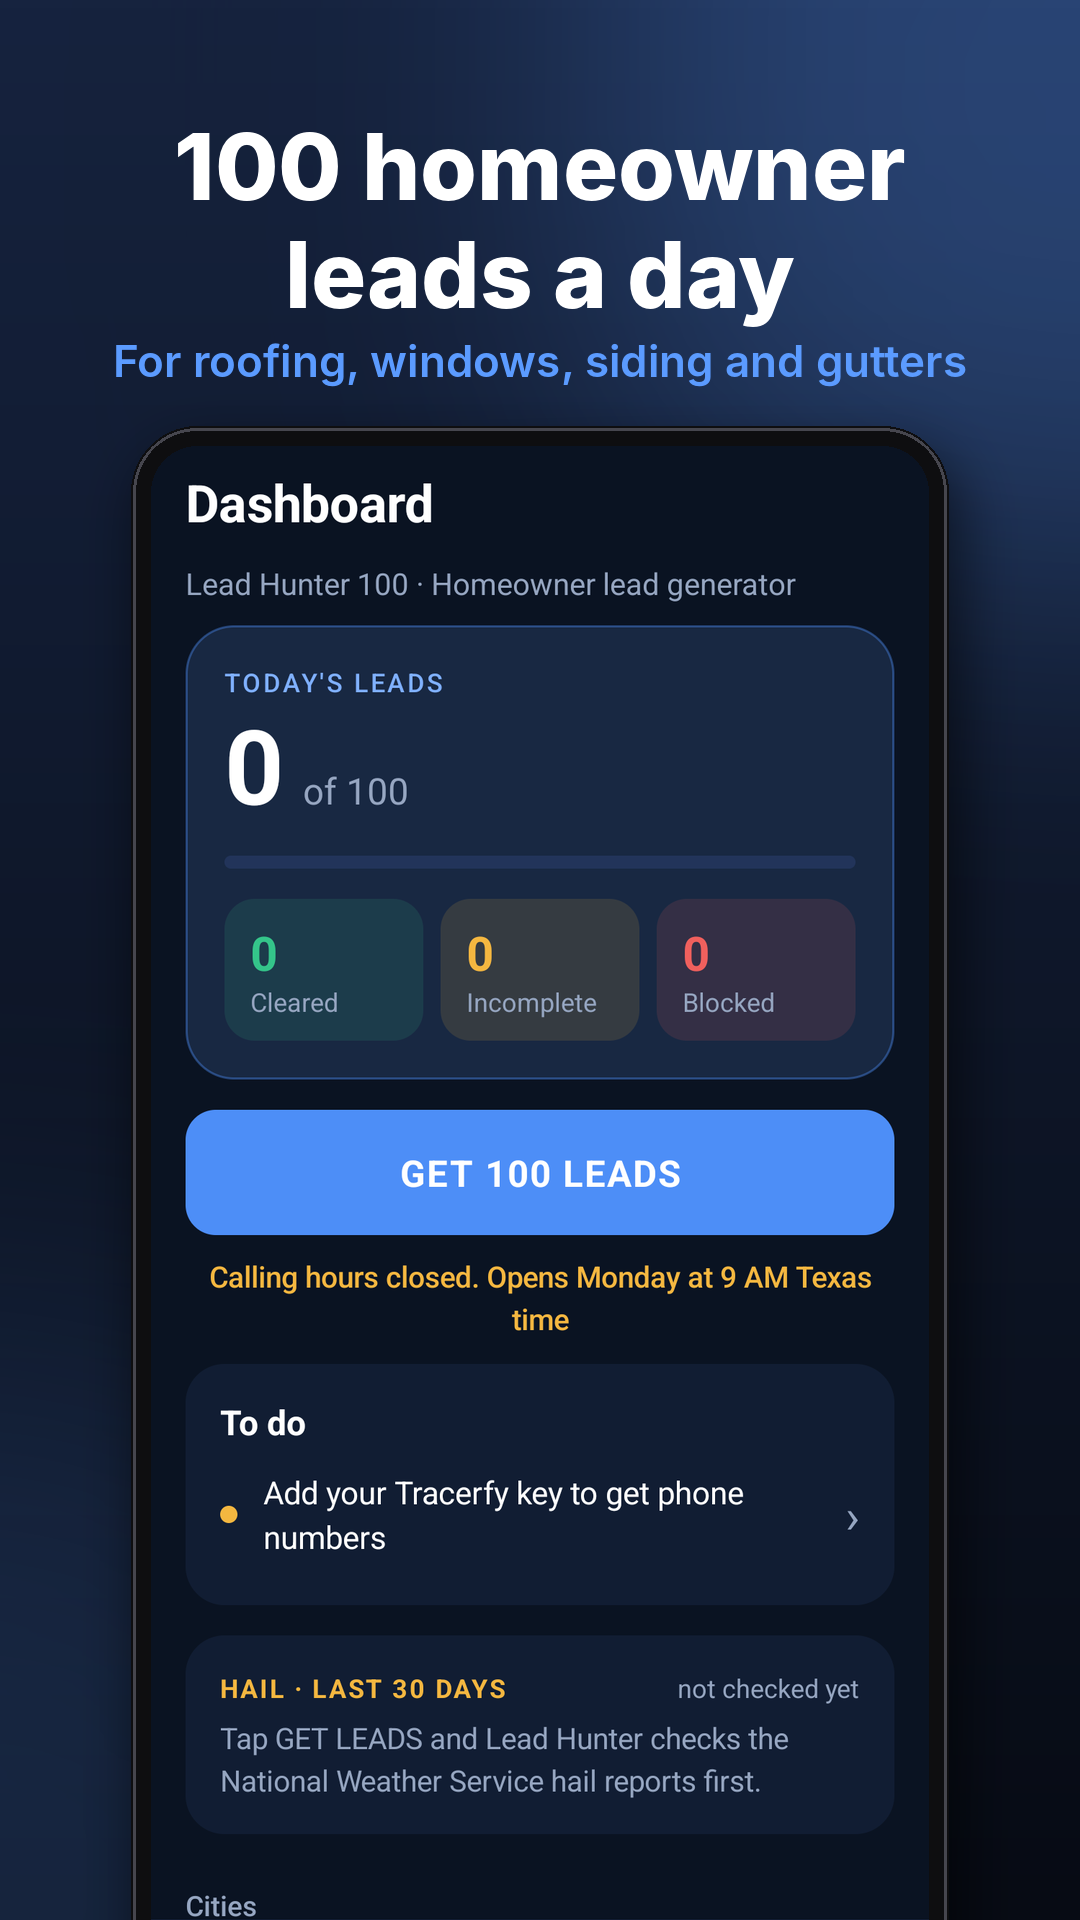 100 homeowner
leads a day
For roofing, windows, siding and gutters
Dashboard
Lead Hunter 100 · Homeowner lead generator
TODAY'S LEADS
0 of 100
0
Cleared
0
Incomplete
0
Blocked
GET 100 LEADS
Calling hours closed. Opens Monday at 9 AM Texas
time
To do
Add your Tracerfy key to get phone
numbers
HAIL · LAST 30 DAYS
not checked yet
Tap GET LEADS and Lead Hunter checks the
National Weather Service hail reports first.
Cities